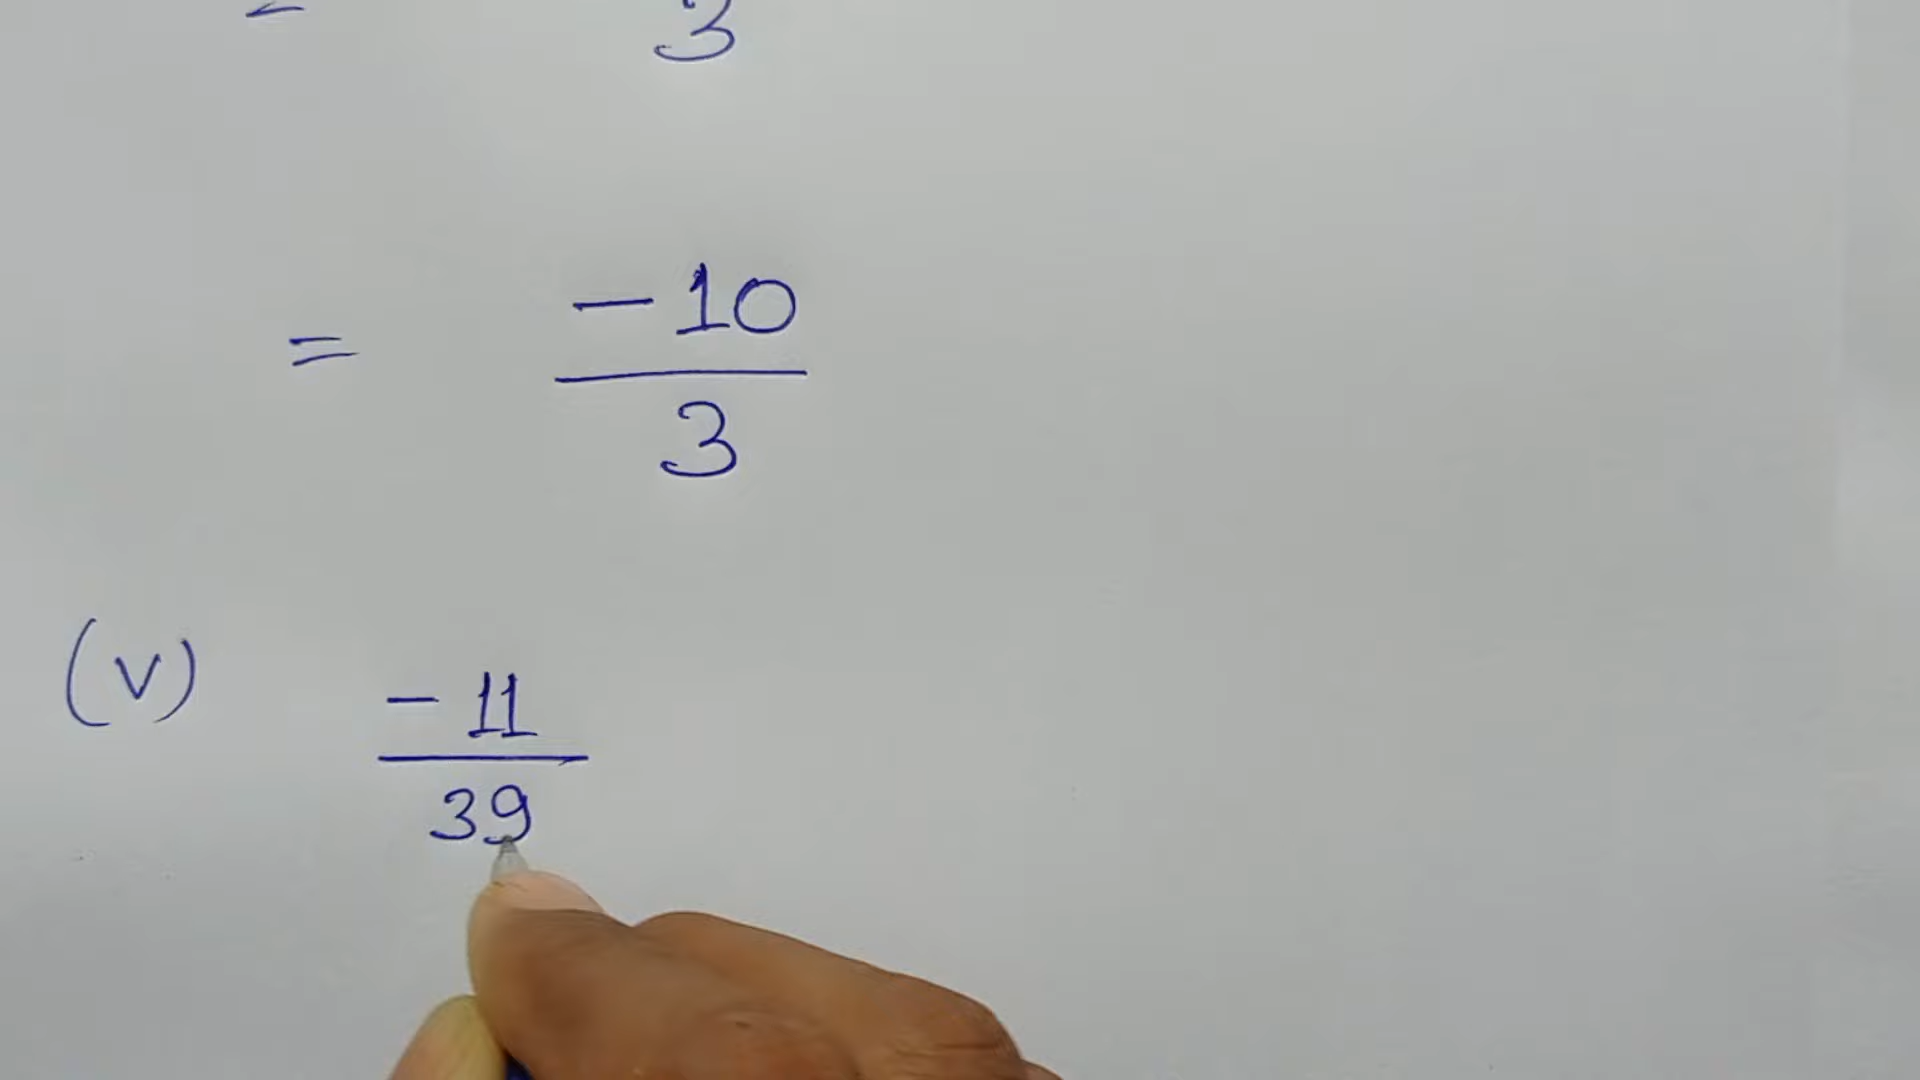 = 3
= -10/3
(v) -11/39